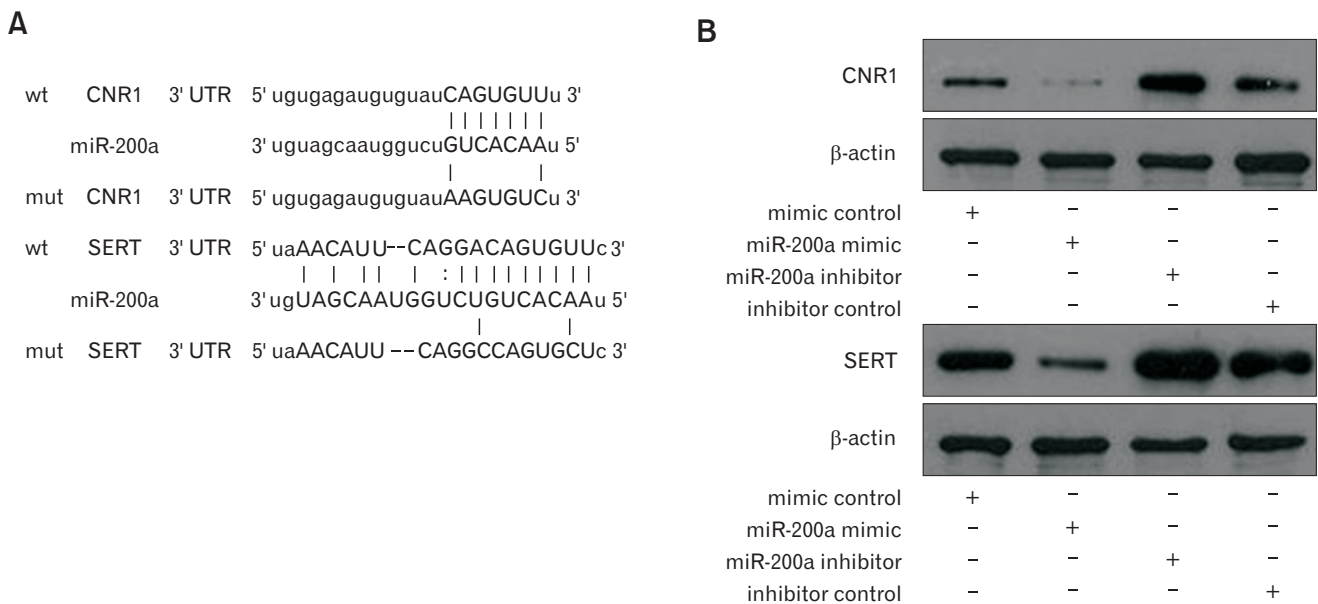 A
wt CNR1 3' UTR 5' ugugagauguguauCAGUGUUu 3'
miR-200a 3' uguagcaauggucuGUCACAAu 5'
mut CNR1 3' UTR 5' ugugagauguguauAAGUGUCu 3'
wt SERT 3' UTR 5' uaAACAUU--CAGGACAGUGUUc3'
miR-200a 3'ugUAGCAAUGGUCUGUCACAAu 5'
mut SERT 3' UTR 5' uaAACAUU --CAGGCCAGUGCUc 3'
B
CNR1
β-actin
mimic control + − − −
miR-200a mimic − + − −
miR-200a inhibitor − − + −
inhibitor control − − − +
SERT
β-actin
mimic control + − − −
miR-200a mimic − + − −
miR-200a inhibitor − − + −
inhibitor control − − − +